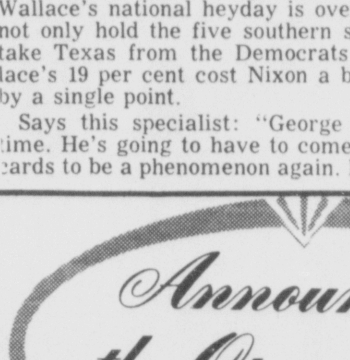 Wallace's national heyday is ove
not only hold the five southern s
take Texas from the Democrats
lace's 19 per cent cost Nixon a b
by a single point.
Says this specialist: "George
time. He's going to have to come
cards to be a phenomenon again.
Announ
the O